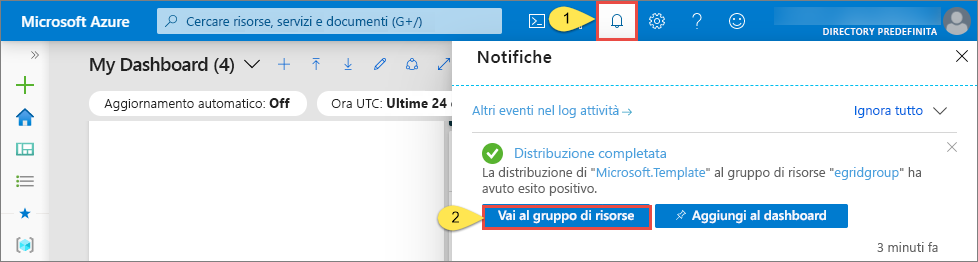 Microsoft Azure
Cercare risorse, servizi e documenti (G+/)
1
DIRECTORY PREDEFINITA
My Dashboard (4)
Aggiornamento automatico: Off
Ora UTC: Ultime 24
Notifiche
Altri eventi nel log attività →
Ignora tutto
Distribuzione completata
La distribuzione di "Microsoft.Template" al gruppo di risorse "egridgroup" ha
avuto esito positivo.
2
Vai al gruppo di risorse
Aggiungi al dashboard
3 minuti fa